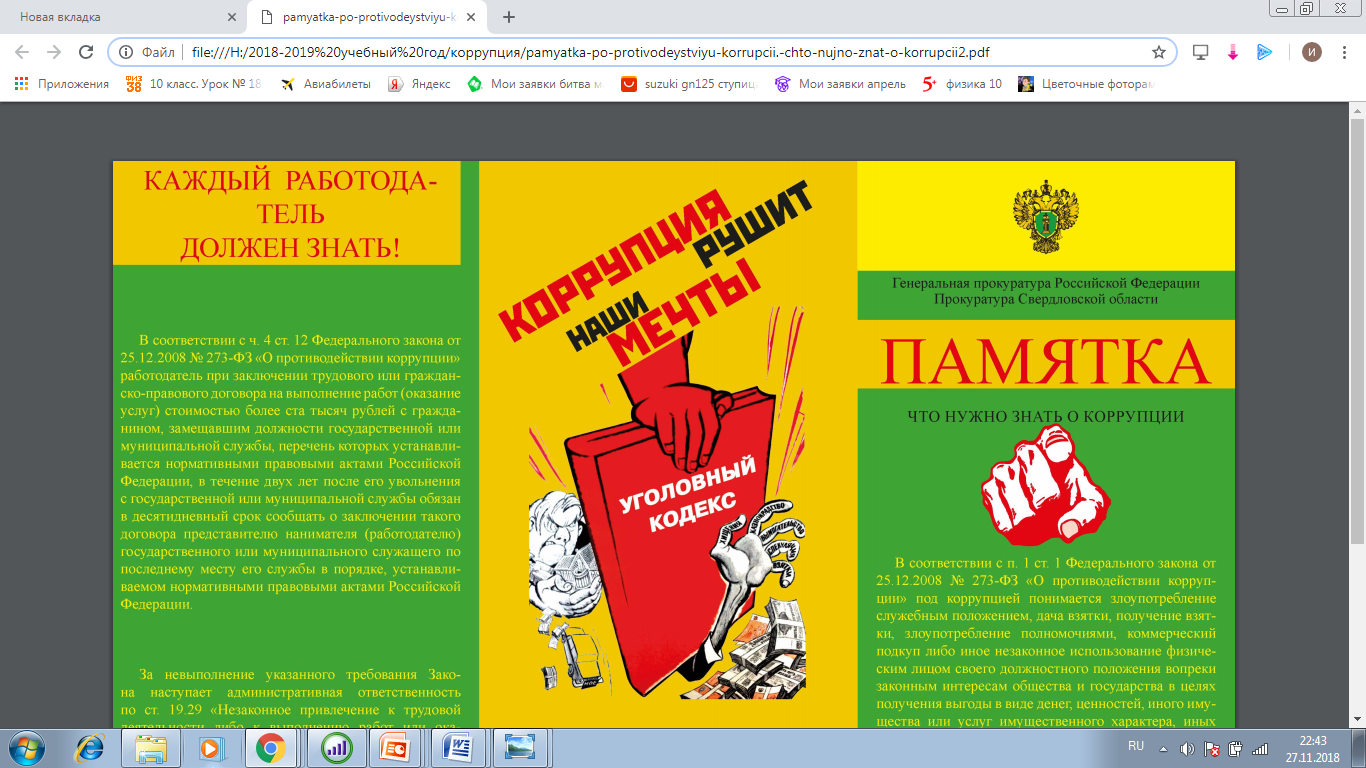 Новая вкладка
pamyatka-po-protivodeystviyu-k
Файл
file:///H:/2018-2019%20учебный%20год/коррупция/pamyatka-po-protivodeystviyu-korrupcii.-chto-nujno-znat-o-korrupcii2.pdf
И
Приложения
ФИЗ 38
10 класс. Урок № 18
Авиабилеты
Яндекс
Мои заявки битва м
suzuki gn125 ступиц
Мои заявки апрель
5+
физика 10
Цветочные фоторам
КАЖДЫЙ РАБОТОДА-
ТЕЛЬ
ДОЛЖЕН ЗНАТЬ!
В соответствии с ч. 4 ст. 12 Федерального закона от
25.12.2008 № 273-ФЗ «О противодействии коррупции»
работодатель при заключении трудового или граждан-
ско-правового договора на выполнение работ (оказание
услуг) стоимостью более ста тысяч рублей с гражда-
нином, замещавшим должности государственной или
муниципальной службы, перечень которых устанавли-
вается нормативными правовыми актами Российской
Федерации, в течение двух лет после его увольнения
с государственной или муниципальной службы обязан
в десятидневный срок сообщать о заключении такого
договора представителю нанимателя (работодателю)
государственного или муниципального служащего по
последнему месту его службы в порядке, устанавли-
ваемом нормативными правовыми актами Российской
Федерации.
За невыполнение указанного требования Зако-
на наступает административная ответственность
по ст. 19.29 «Незаконное привлечение к трудовой
деятельности либо к выполнению работ или ока-
КОРРУПЦИЯ
РУШИТ
НАШИ
МЕЧТЫ
УГОЛОВНЫЙ
КОДЕКС
ВЗЯТКА
Генеральная прокуратура Российской Федерации
Прокуратура Свердловской области
ПАМЯТКА
ЧТО НУЖНО ЗНАТЬ О КОРРУПЦИИ
В соответствии с п. 1 ст. 1 Федерального закона от
25.12.2008 № 273-ФЗ «О противодействии корруп-
ции» под коррупцией понимается злоупотребление
служебным положением, дача взятки, получение взят-
ки, злоупотребление полномочиями, коммерческий
подкуп либо иное незаконное использование физиче-
ским лицом своего должностного положения вопреки
законным интересам общества и государства в целях
получения выгоды в виде денег, ценностей, иного иму-
щества или услуг имущественного характера, иных
RU
22:43
27.11.2018